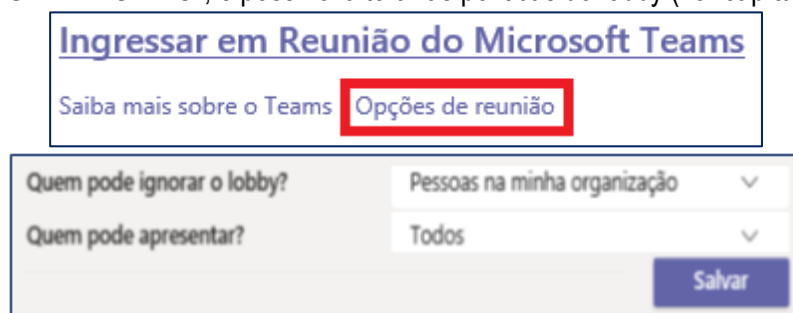 Ingressar em Reunião do Microsoft Teams
Saiba mais sobre o Teams Opções de reunião
Quem pode ignorar o lobby? Pessoas na minha organização
Quem pode apresentar? Todos
Salvar